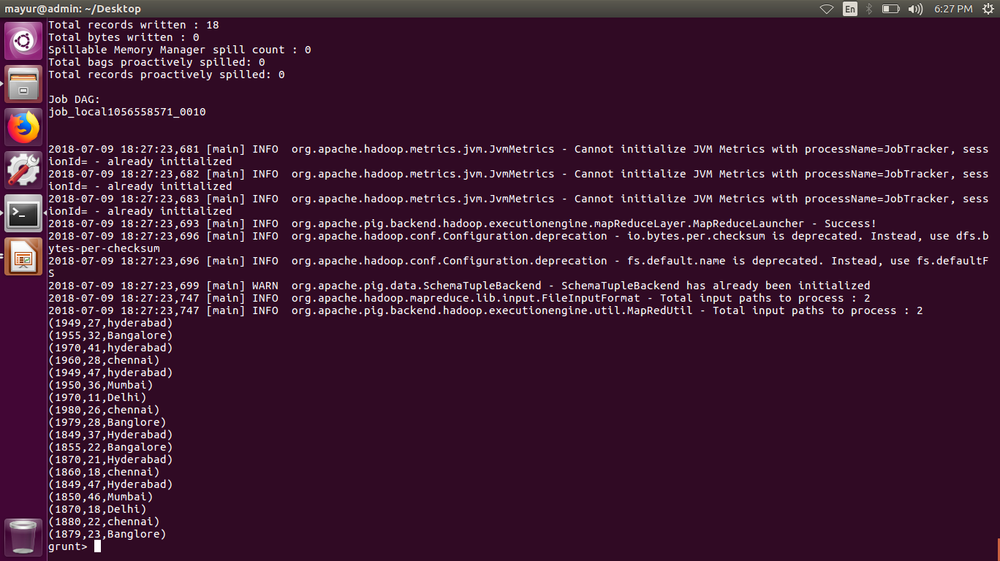 mayur@admin: ~/Desktop
En
6:27 PM
Total records written : 18
Total bytes written : 0
Spillable Memory Manager spill count : 0
Total bags proactively spilled: 0
Total records proactively spilled: 0
Job DAG:
job_local1056558571_0010
2018-07-09 18:27:23,681 [main] INFO  org.apache.hadoop.metrics.jvm.JvmMetrics - Cannot initialize JVM Metrics with processName=JobTracker, sess
ionId= - already initialized
2018-07-09 18:27:23,682 [main] INFO  org.apache.hadoop.metrics.jvm.JvmMetrics - Cannot initialize JVM Metrics with processName=JobTracker, sess
ionId= - already initialized
2018-07-09 18:27:23,683 [main] INFO  org.apache.hadoop.metrics.jvm.JvmMetrics - Cannot initialize JVM Metrics with processName=JobTracker, sess
ionId= - already initialized
2018-07-09 18:27:23,693 [main] INFO  org.apache.pig.backend.hadoop.executionengine.mapReduceLayer.MapReduceLauncher - Success!
2018-07-09 18:27:23,696 [main] INFO  org.apache.hadoop.conf.Configuration.deprecation - io.bytes.per.checksum is deprecated. Instead, use dfs.b
ytes-per-checksum
2018-07-09 18:27:23,696 [main] INFO  org.apache.hadoop.conf.Configuration.deprecation - fs.default.name is deprecated. Instead, use fs.defaultF
S
2018-07-09 18:27:23,699 [main] WARN  org.apache.pig.data.SchemaTupleBackend - SchemaTupleBackend has already been initialized
2018-07-09 18:27:23,747 [main] INFO  org.apache.hadoop.mapreduce.lib.input.FileInputFormat - Total input paths to process : 2
2018-07-09 18:27:23,747 [main] INFO  org.apache.pig.backend.hadoop.executionengine.util.MapRedUtil - Total input paths to process : 2
(1949,27,hyderabad)
(1955,32,Bangalore)
(1970,41,hyderabad)
(1960,28,chennai)
(1949,47,hyderabad)
(1950,36,Mumbai)
(1970,11,Delhi)
(1980,26,chennai)
(1979,28,Banglore)
(1849,37,Hyderabad)
(1855,22,Bangalore)
(1870,21,Hyderabad)
(1860,18,chennai)
(1849,47,Hyderabad)
(1850,46,Mumbai)
(1870,18,Delhi)
(1880,22,chennai)
(1879,23,Banglore)
grunt>